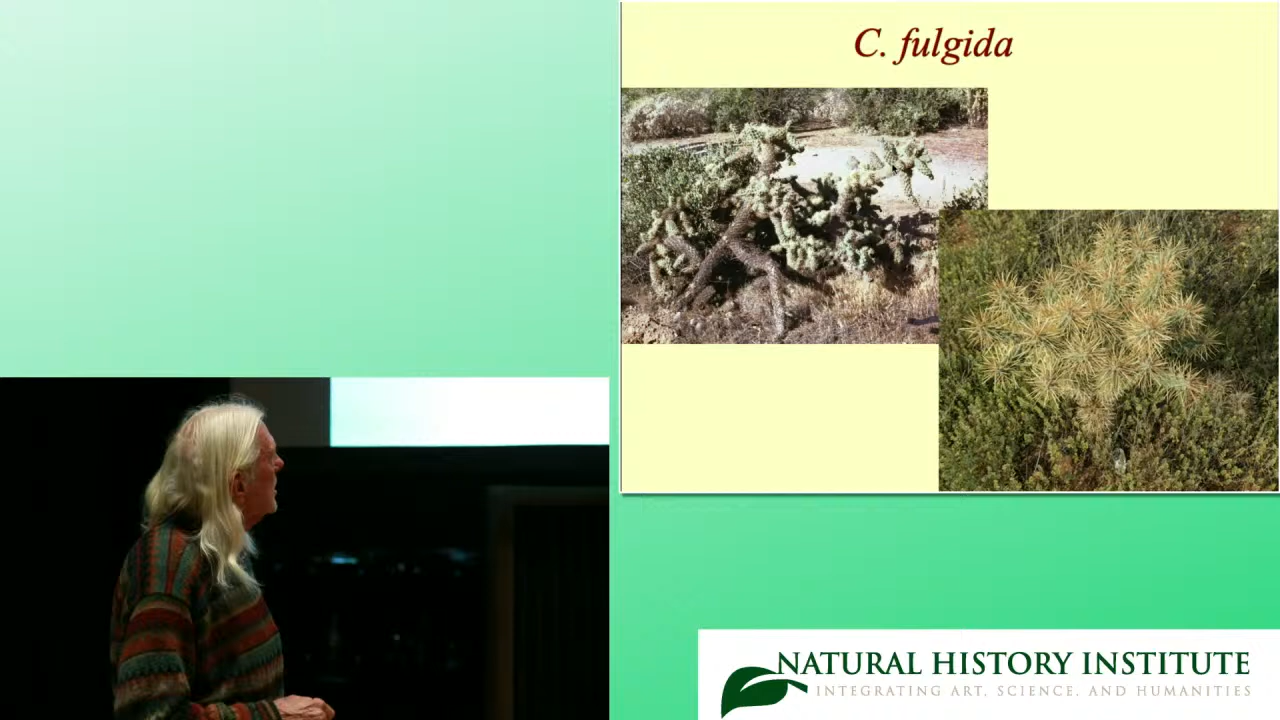 C. fulgida
NATURAL HISTORY INSTITUTE
INTEGRATING ART, SCIENCE, AND HUMANITIES